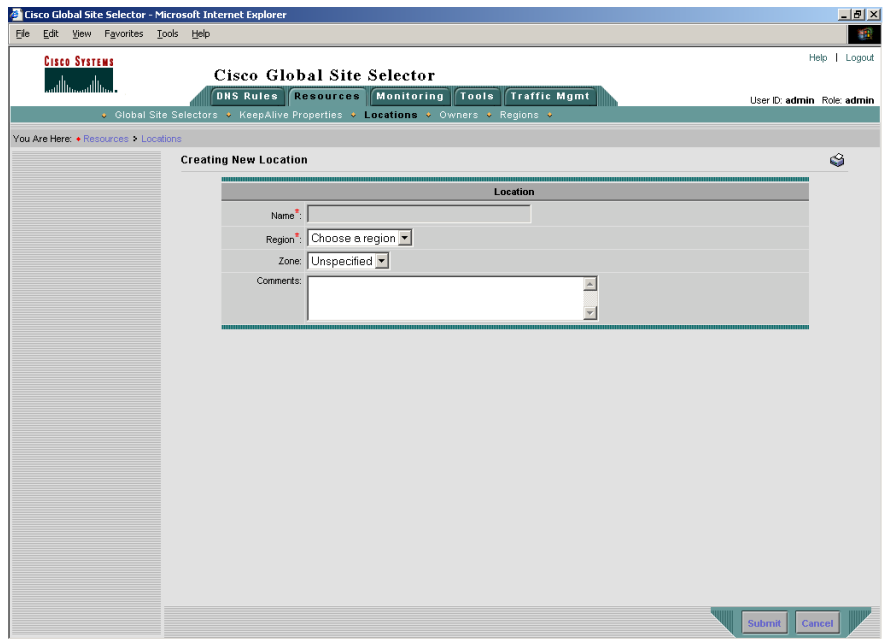 Cisco Global Site Selector - Microsoft Internet Explorer
File Edit View Favorites Tools Help
CISCO SYSTEMS
Help | Logout
Cisco Global Site Selector
DNS Rules Resources Monitoring Tools Traffic Mgmt
User ID: admin Role: admin
Global Site Selectors KeepAlive Properties Locations Owners Regions
You Are Here: Resources Locations
Creating New Location
Location
Name*:
Region*: Choose a region
Zone: Unspecified
Comments:
Submit Cancel